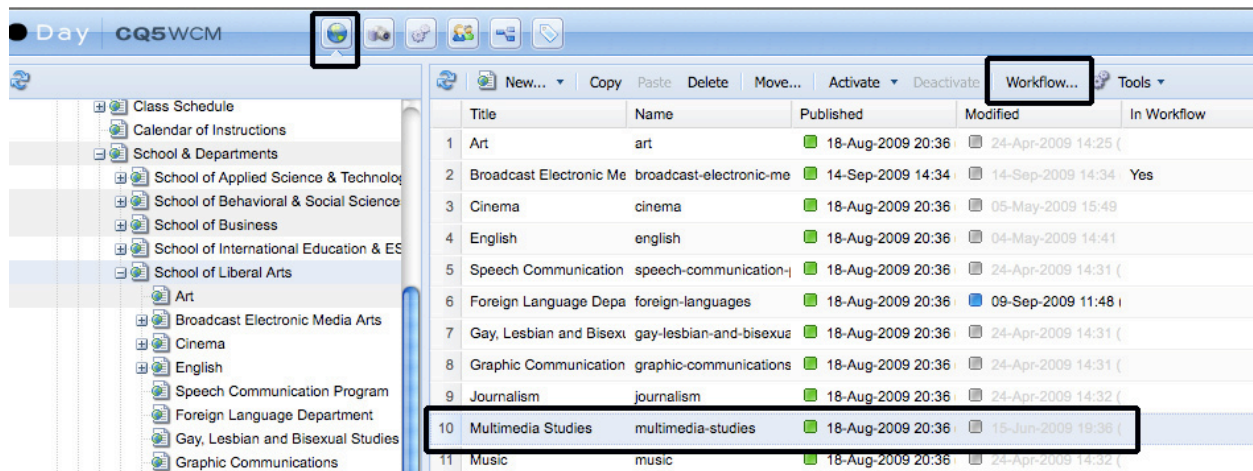 Day CQ5 WCM
New... Copy Paste Delete Move... Activate Deactivate Workflow... Tools
Class Schedule
Calendar of Instructions
School & Departments
School of Applied Science & Technolog
School of Behavioral & Social Science
School of Business
School of International Education & ES
School of Liberal Arts
Art
Broadcast Electronic Media Arts
Cinema
English
Speech Communication Program
Foreign Language Department
Gay, Lesbian and Bisexual Studies
Graphic Communications
Title Name Published Modified In Workflow
1 Art art 18-Aug-2009 20:36 24-Apr-2009 14:25 (
2 Broadcast Electronic Me broadcast-electronic-me 14-Sep-2009 14:34 14-Sep-2009 14:34 Yes
3 Cinema cinema 18-Aug-2009 20:36 05-May-2009 15:49
4 English english 18-Aug-2009 20:36 04-May-2009 14:41
5 Speech Communication speech-communication- 18-Aug-2009 20:36 24-Apr-2009 14:31 (
6 Foreign Language Depa foreign-languages 18-Aug-2009 20:36 09-Sep-2009 11:48 (
7 Gay, Lesbian and Bisexu gay-lesbian-and-bisexua 18-Aug-2009 20:36 24-Apr-2009 14:31 (
8 Graphic Communication graphic-communications 18-Aug-2009 20:36 24-Apr-2009 14:31 (
9 Journalism journalism 18-Aug-2009 20:36 24-Apr-2009 14:32 (
10 Multimedia Studies multimedia-studies 18-Aug-2009 20:36 15-Jun-2009 19:36 (
11 Music music 18-Aug-2009 20:36 24-Apr-2009 14:32 (